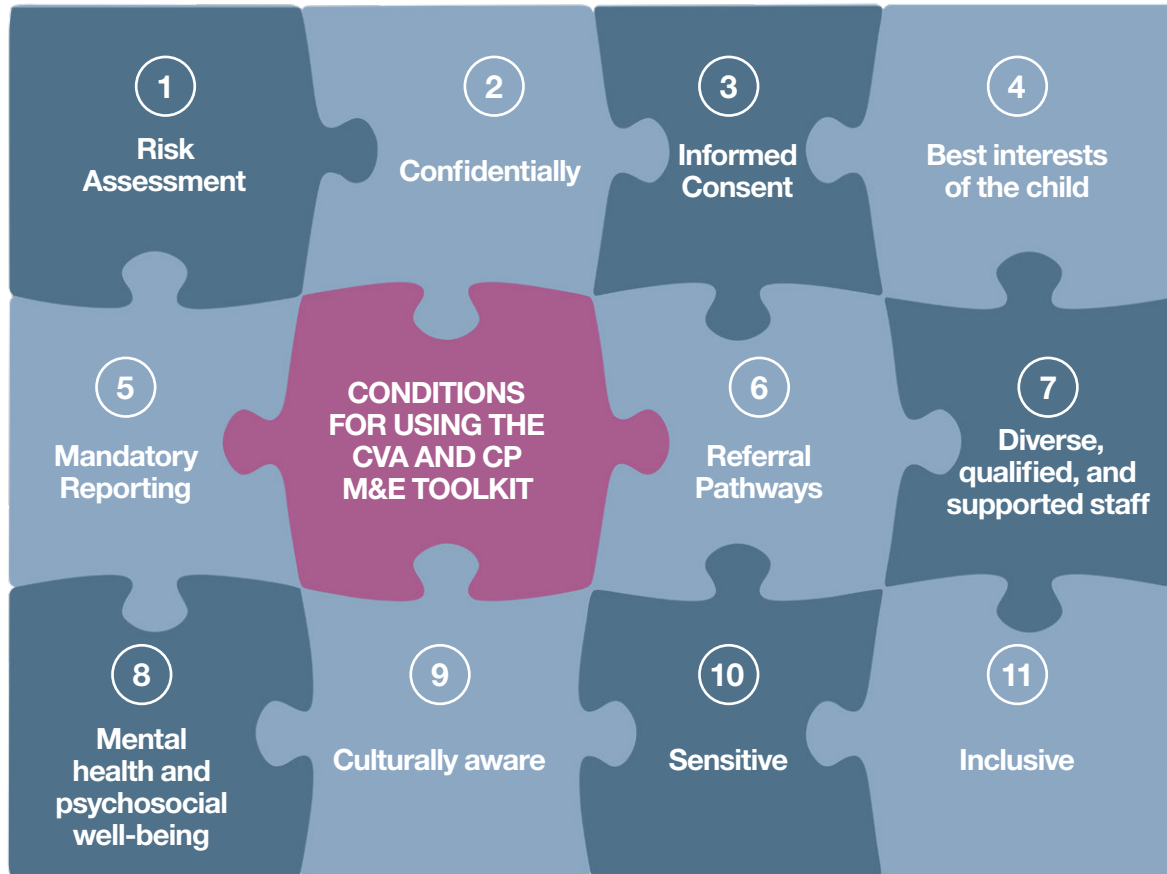 1
Risk
Assessment
2
Confidentially
3
Informed
Consent
4
Best interests
of the child
5
Mandatory
Reporting
CONDITIONS
FOR USING THE
CVA AND CP
M&E TOOLKIT
6
Referral
Pathways
7
Diverse,
qualified, and
supported staff
8
Mental
health and
psychosocial
well-being
9
Culturally aware
10
Sensitive
11
Inclusive